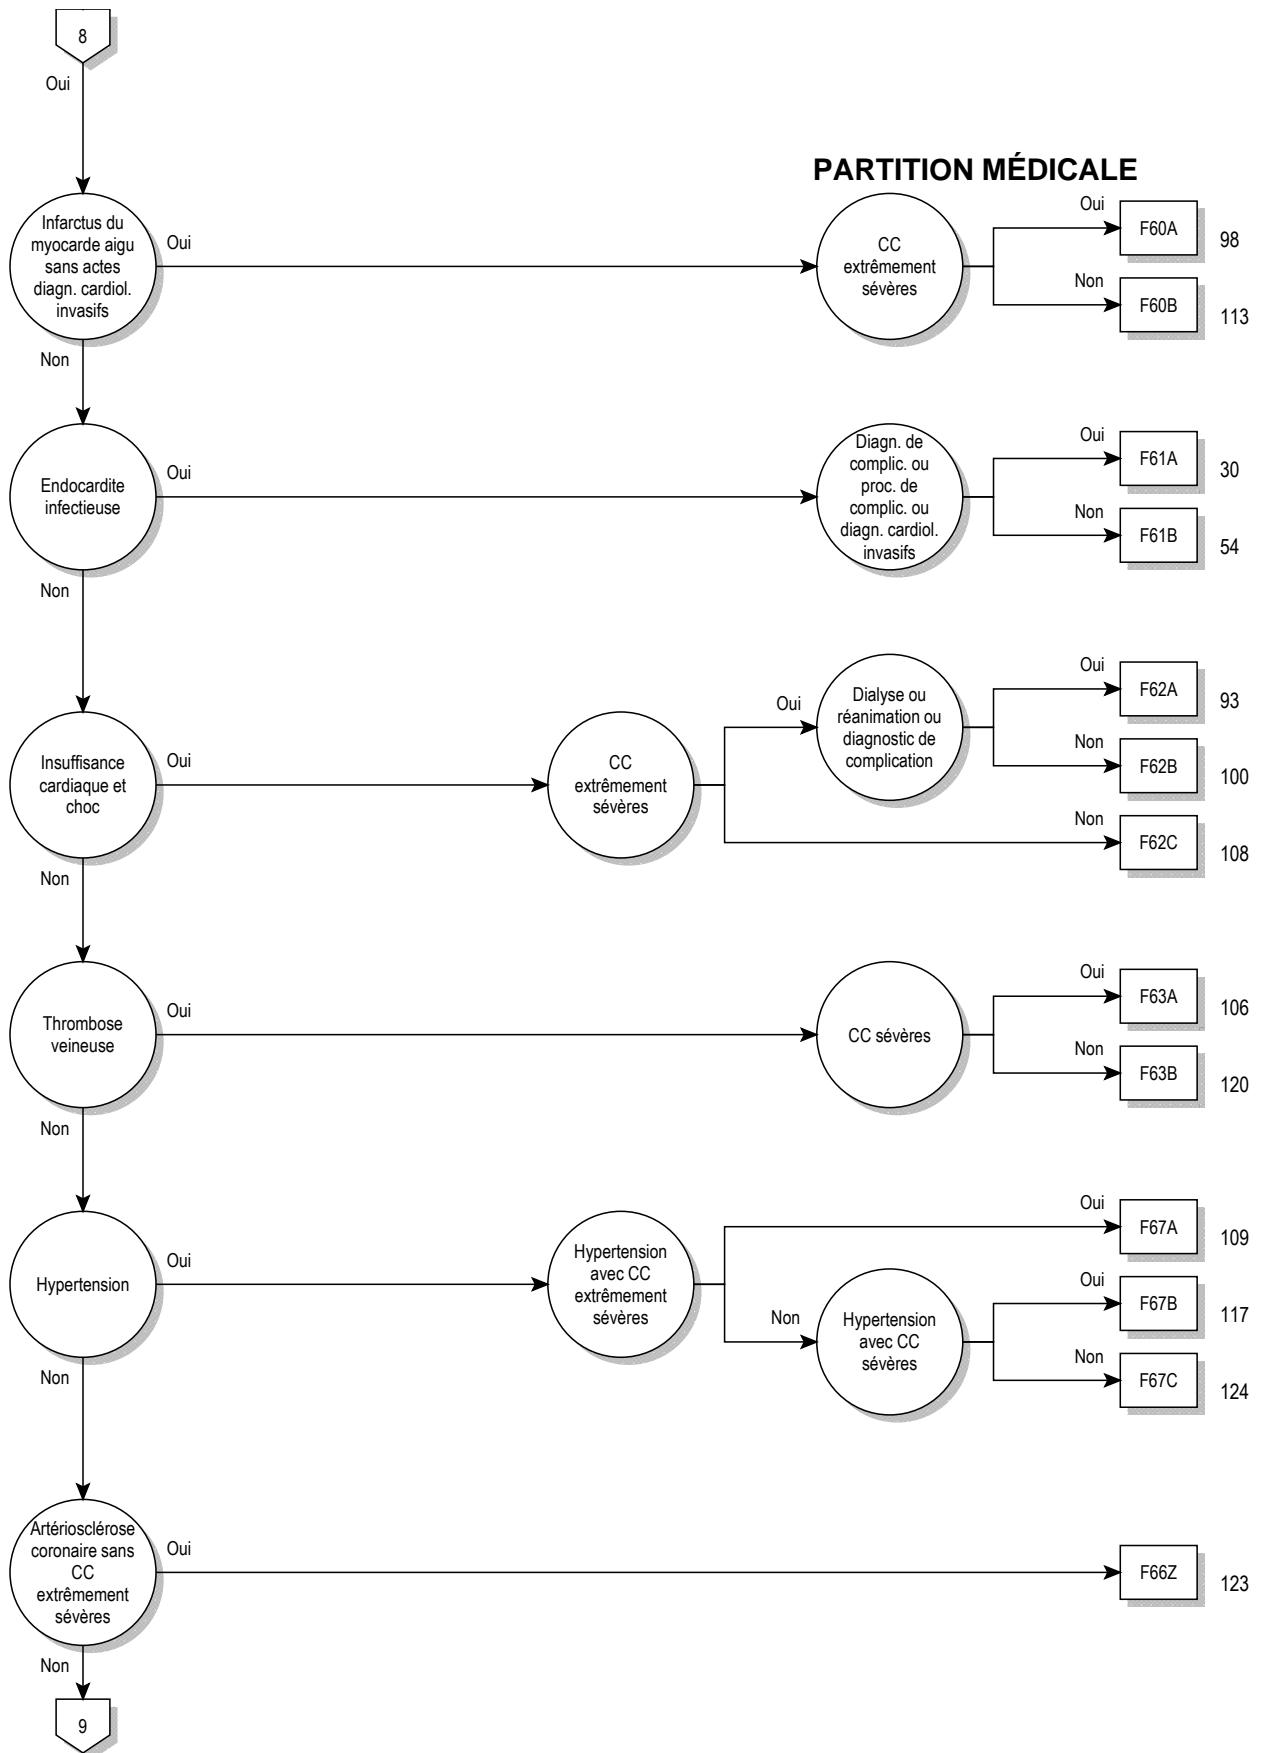 8
Oui
PARTITION MÉDICALE
Infarctus du
myocarde aigu
sans actes
diagn. cardiol.
invasifs
Oui
CC
extrêmement
sévères
Oui
F60A
98
Non
F60B
113
Non
Endocardite
infectieuse
Oui
Diagn. de
complic. ou
proc. de
complic. ou
diagn. cardiol.
invasifs
Oui
F61A
30
Non
F61B
54
Non
Insuffisance
cardiaque et
choc
Oui
CC
extrêmement
sévères
Oui
Dialyse ou
réanimation ou
diagnostic de
complication
Oui
F62A
93
Non
F62B
100
Non
F62C
108
Non
Thrombose
veineuse
Oui
CC sévères
Oui
F63A
106
Non
F63B
120
Non
Hypertension
Oui
Hypertension
avec CC
extrêmement
sévères
Oui
F67A
109
Non
Hypertension
avec CC
sévères
Oui
F67B
117
Non
F67C
124
Non
Artériosclérose
coronaire sans
CC
extrêmement
sévères
Oui
F66Z
123
Non
9